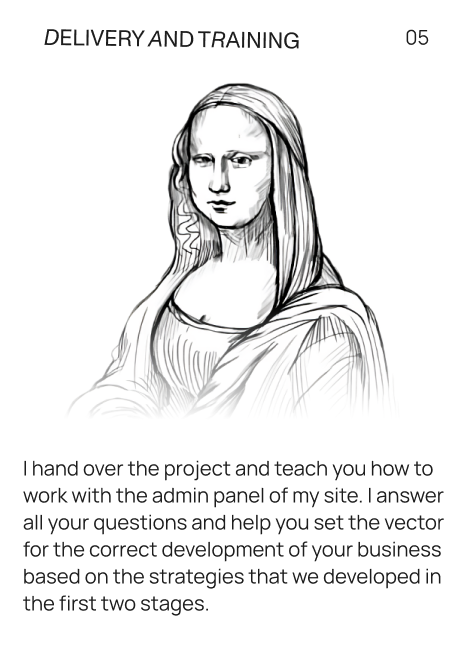 DELIVERY AND TRAINING 05
I hand over the project and teach you how to
work with the admin panel of my site. I answer
all your questions and help you set the vector
for the correct development of your business
based on the strategies that we developed in
the first two stages.